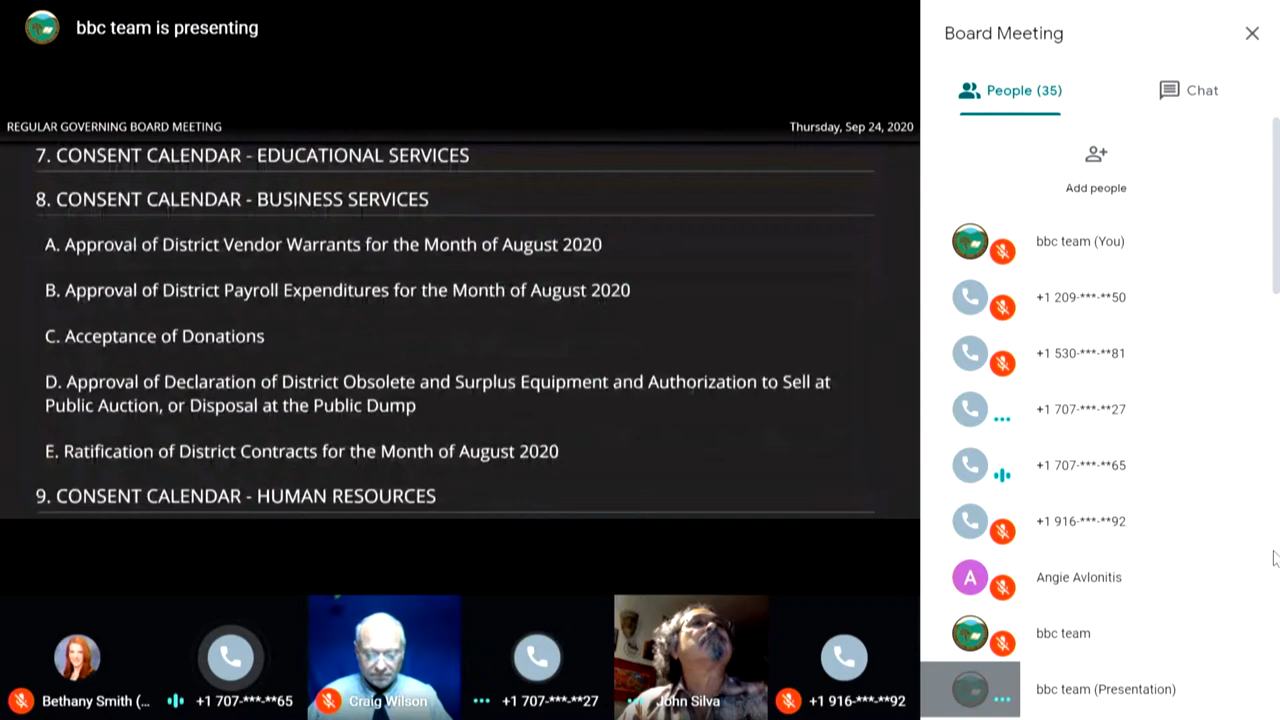 bbc team is presenting
REGULAR GOVERNING BOARD MEETING
Thursday, Sep 24, 2020
7. CONSENT CALENDAR - EDUCATIONAL SERVICES
8. CONSENT CALENDAR - BUSINESS SERVICES
A. Approval of District Vendor Warrants for the Month of August 2020
B. Approval of District Payroll Expenditures for the Month of August 2020
C. Acceptance of Donations
D. Approval of Declaration of District Obsolete and Surplus Equipment and Authorization to Sell at
Public Auction, or Disposal at the Public Dump
E. Ratification of District Contracts for the Month of August 2020
9. CONSENT CALENDAR - HUMAN RESOURCES
Bethany Smith (...
+1 707-***-**65
Craig Wilson
+1 707-***-**27
John Silva
+1 916-***-**92
Board Meeting
People (35)
Chat
Add people
bbc team (You)
+1 209-***-**50
+1 530-***-**81
+1 707-***-**27
+1 707-***-**65
+1 916-***-**92
A
Angie Avlonitis
bbc team
bbc team (Presentation)